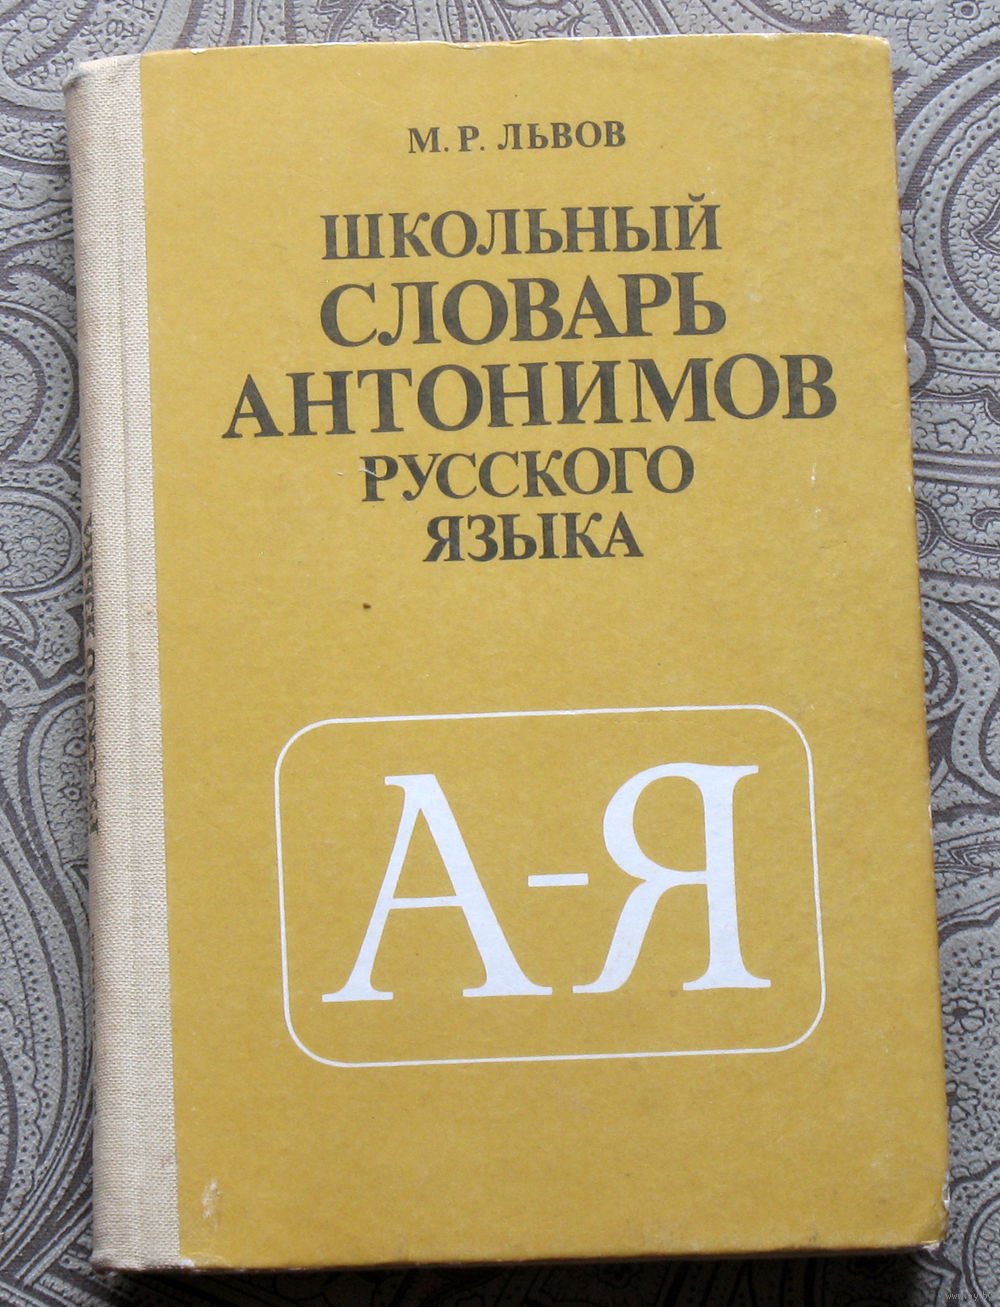 М. Р. ЛЬВОВ
ШКОЛЬНЫЙ
СЛОВАРЬ
АНТОНИМОВ
РУССКОГО
ЯЗЫКА
А-Я